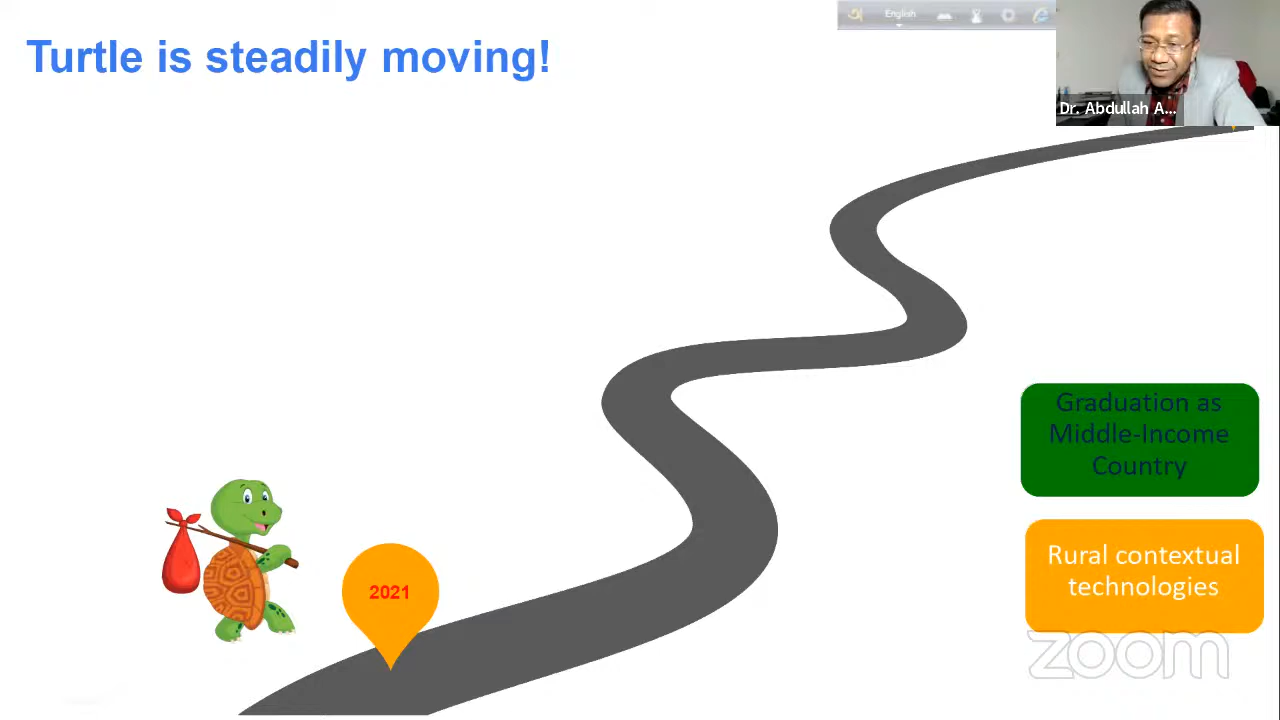 Turtle is steadily moving!
English
Dr. Abdullah A...
Graduation as
Middle-Income
Country
Rural contextual
technologies
2021
zoom